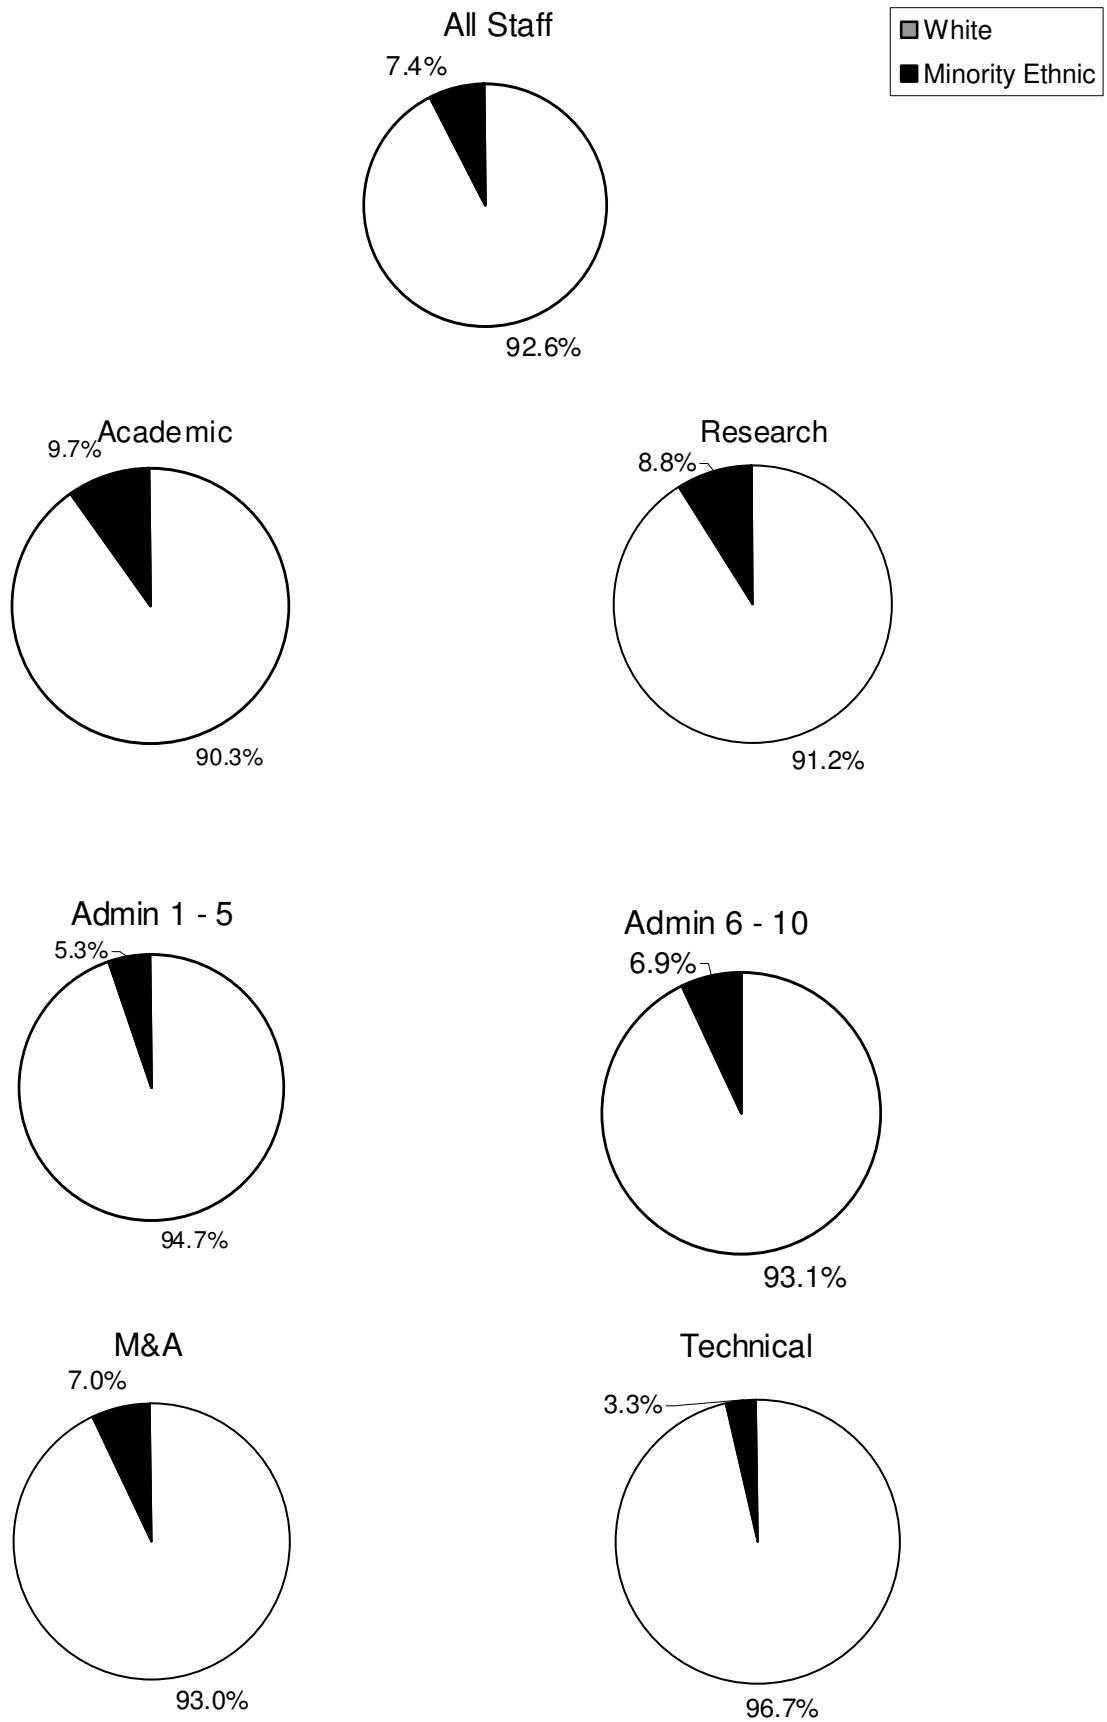 All Staff
White
Minority Ethnic
7.4%
92.6%
Academic
9.7%
90.3%
Research
8.8%
91.2%
Admin 1 - 5
5.3%
94.7%
Admin 6 - 10
6.9%
93.1%
M&A
7.0%
93.0%
Technical
3.3%
96.7%